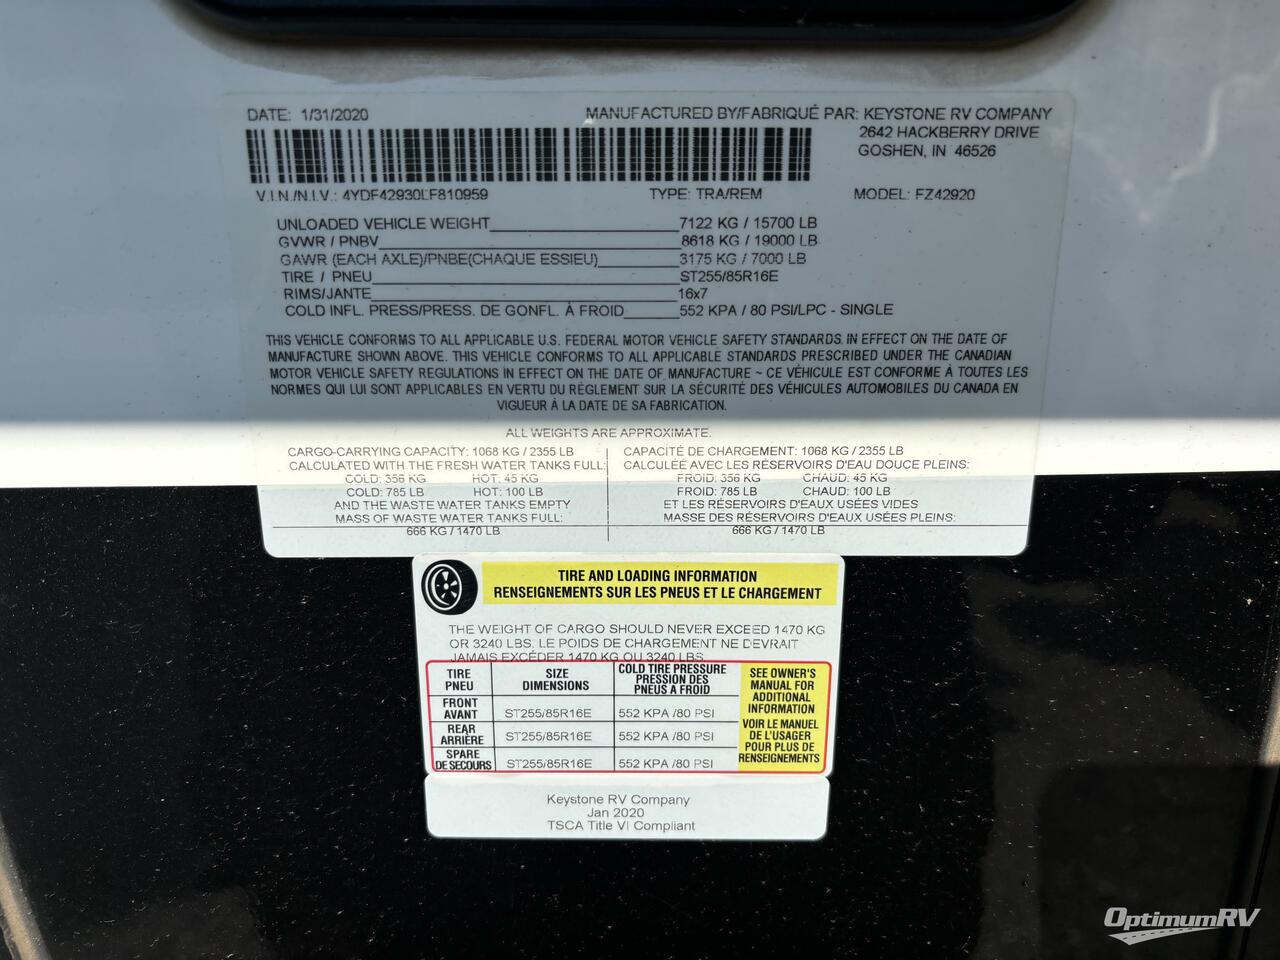 DATE: 1/31/2020 MANUFACTURED BY/FABRIQUÉ PAR: KEYSTONE RV COMPANY
2642 HACKBERRY DRIVE
GOSHEN, IN 46526
V.I.N./N.I.V.: 4YDF42930LF810959 TYPE: TRA/REM MODEL: FZ42920
UNLOADED VEHICLE WEIGHT 7122 KG / 15700 LB
GVWR / PNBV 8618 KG / 19000 LB
GAWR (EACH AXLE)/PNBE(CHAQUE ESSIEU) 3175 KG / 7000 LB
TIRE / PNEU ST255/85R16E
RIMS/JANTE 16x7
COLD INFL. PRESS/PRESS. DE GONFL. À FROID 552 KPA / 80 PSI/LPC - SINGLE
THIS VEHICLE CONFORMS TO ALL APPLICABLE U.S. FEDERAL MOTOR VEHICLE SAFETY STANDARDS. IN EFFECT ON THE DATE OF
MANUFACTURE SHOWN ABOVE. THIS VEHICLE CONFORMS TO ALL APPLICABLE STANDARDS PRESCRIBED UNDER THE CANADIAN
MOTOR VEHICLE SAFETY REGULATIONS IN EFFECT ON THE DATE OF MANUFACTURE ~ CE VÉHICULE EST CONFORME À TOUTES LES
NORMES QUI LUI SONT APPLICABLES EN VERTU DU RÈGLEMENT SUR LA SÉCURITÉ DES VÉHICULES AUTOMOBILES DU CANADA EN
VIGUEUR À LA DATE DE SA FABRICATION.
ALL WEIGHTS ARE APPROXIMATE.
CARGO-CARRYING CAPACITY: 1068 KG / 2355 LB
CALCULATED WITH THE FRESH WATER TANKS FULL:
COLD: 356 KG HOT: 45 KG
COLD: 785 LB HOT: 100 LB
AND THE WASTE WATER TANKS EMPTY
MASS OF WASTE WATER TANKS FULL:
666 KG / 1470 LB
CAPACITÉ DE CHARGEMENT: 1068 KG / 2355 LB
CALCULÉE AVEC LES RÉSERVOIRS D'EAU DOUCE PLEINS:
FROID: 356 KG CHAUD: 45 KG
FROID: 785 LB CHAUD: 100 LB
ET LES RÉSERVOIRS D'EAUX USÉES VIDES
MASSE DES RÉSERVOIRS D'EAUX USÉES PLEINS:
666 KG / 1470 LB
TIRE AND LOADING INFORMATION
RENSEIGNEMENTS SUR LES PNEUS ET LE CHARGEMENT
THE WEIGHT OF CARGO SHOULD NEVER EXCEED 1470 KG
OR 3240 LBS. LE POIDS DE CHARGEMENT NE DEVRAIT
JAMAIS EXCÉDER 1470 KG OU 3240 LBS
TIRE
PNEU
SIZE
DIMENSIONS
COLD TIRE PRESSURE
PRESSION DES
PNEUS A FROID
FRONT
AVANT
ST255/85R16E 552 KPA /80 PSI
REAR
ARRIÈRE
ST255/85R16E 552 KPA /80 PSI
SPARE
DE SECOURS
ST255/85R16E 552 KPA /80 PSI
SEE OWNER'S
MANUAL FOR
ADDITIONAL
INFORMATION
VOIR LE MANUEL
DE L'USAGER
POUR PLUS DE
RENSEIGNEMENTS
Keystone RV Company
Jan 2020
TSCA Title VI Compliant
OptimumRV